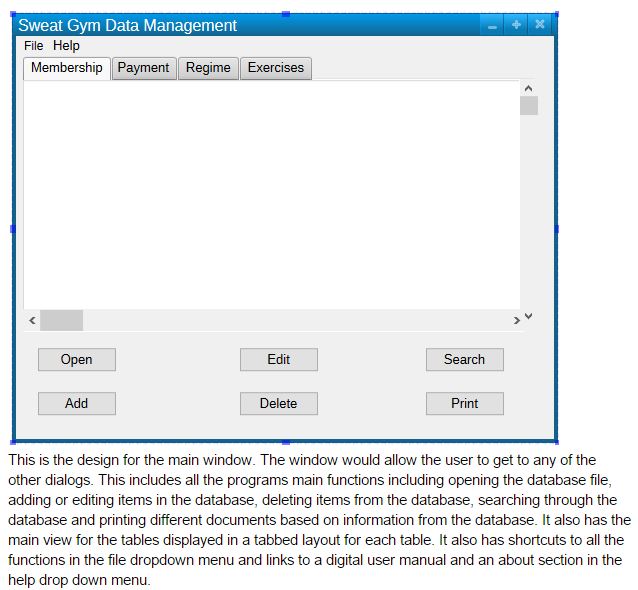 Sweat Gym Data Management
File Help
Membership Payment Regime Exercises
Open Edit Search
Add Delete Print
This is the design for the main window. The window would allow the user to get to any of the
other dialogs. This includes all the programs main functions including opening the database file,
adding or editing items in the database, deleting items from the database, searching through the
database and printing different documents based on information from the database. It also has the
main view for the tables displayed in a tabbed layout for each table. It also has shortcuts to all the
functions in the file dropdown menu and links to a digital user manual and an about section in the
help drop down menu.